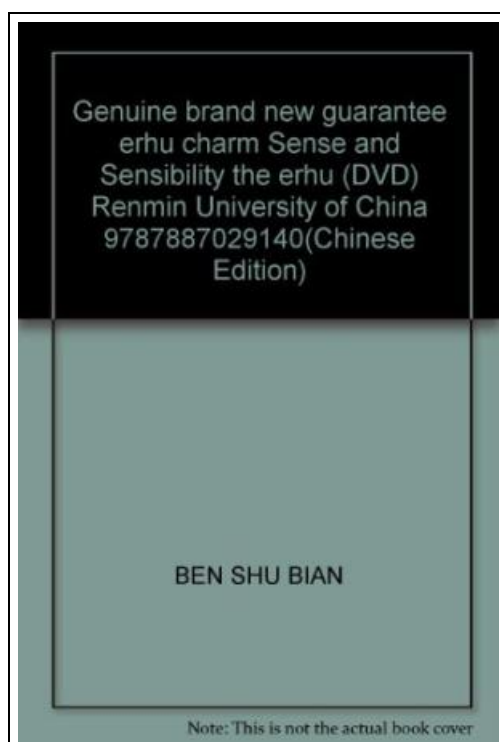 Genuine brand new guarantee
erhu charm Sense and
Sensibility the erhu (DVD)
Renmin University of China
9787887029140(Chinese
Edition)
BEN SHU BIAN
Note: This is not the actual book cover